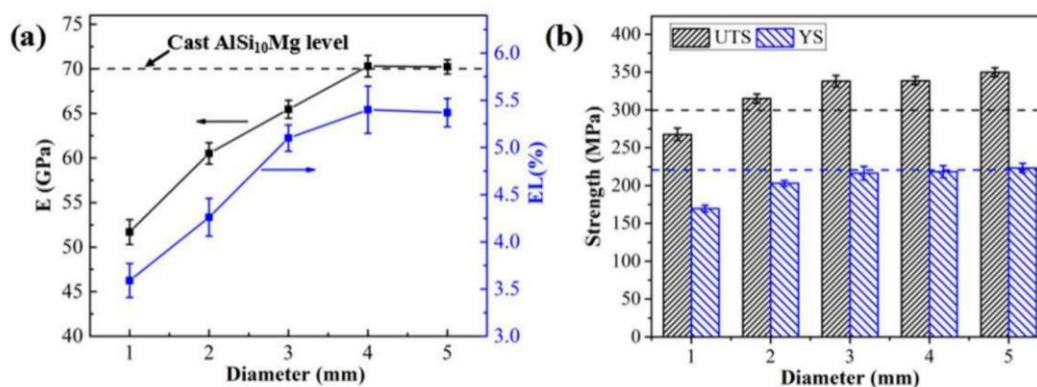 (a)
Cast AlSi₁₀Mg level
75
70
65
60
55
50
45
40
E (GPa)
6.0
5.5
5.0
4.5
4.0
3.5
3.0
EL(%)
1 2 3 4 5
Diameter (mm)
(b)
UTS YS
400
350
300
250
200
150
100
50
0
Strength (MPa)
1 2 3 4 5
Diameter (mm)